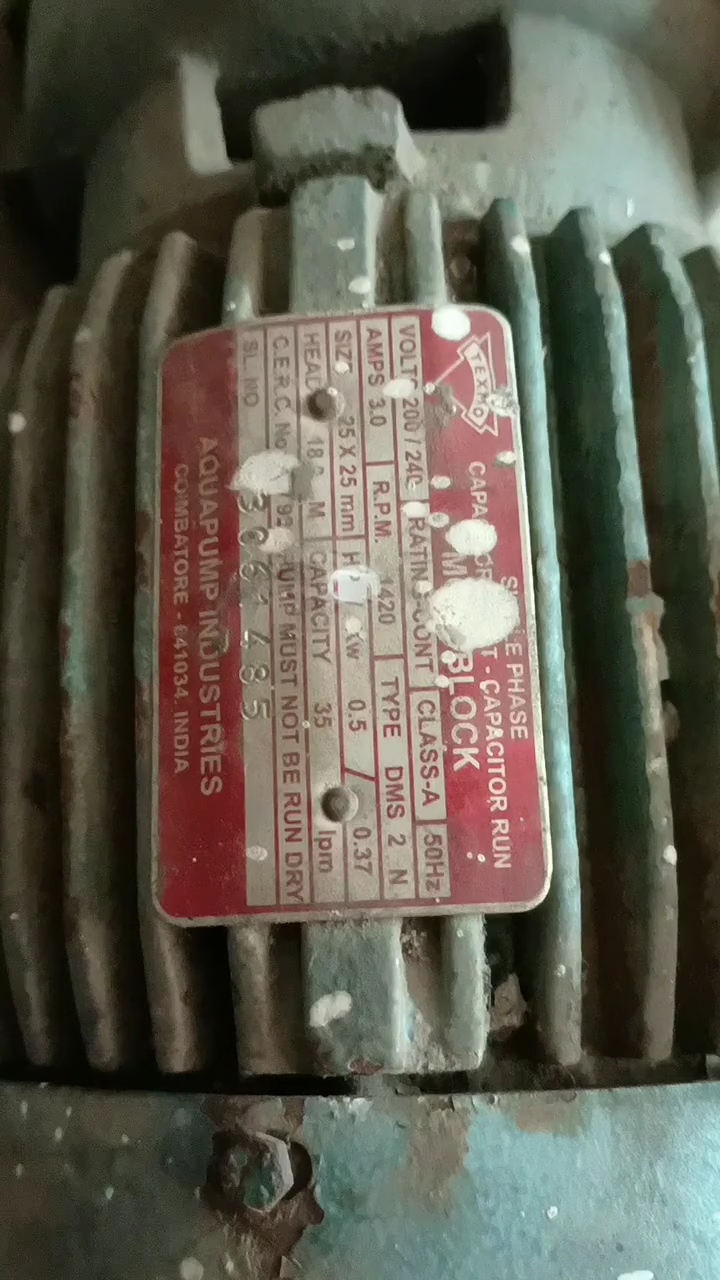 TEXMO
SINGLE PHASE
CAPACITOR START - CAPACITOR RUN
MONOBLOCK
VOLTS 200 / 240 RATING-CONT CLASS-A 50Hz
AMPS 3.0 R.P.M. 1420 TYPE DMS 2 N
SIZE 25 X 25 mm HP / KW 0.5 / 0.37
HEAD 18. M CAPACITY 35 lpm
C.E.R.C. No. PUMP MUST NOT BE RUN DRY
SL. NO
AQUAPUMP INDUSTRIES
COIMBATORE - 641034. INDIA